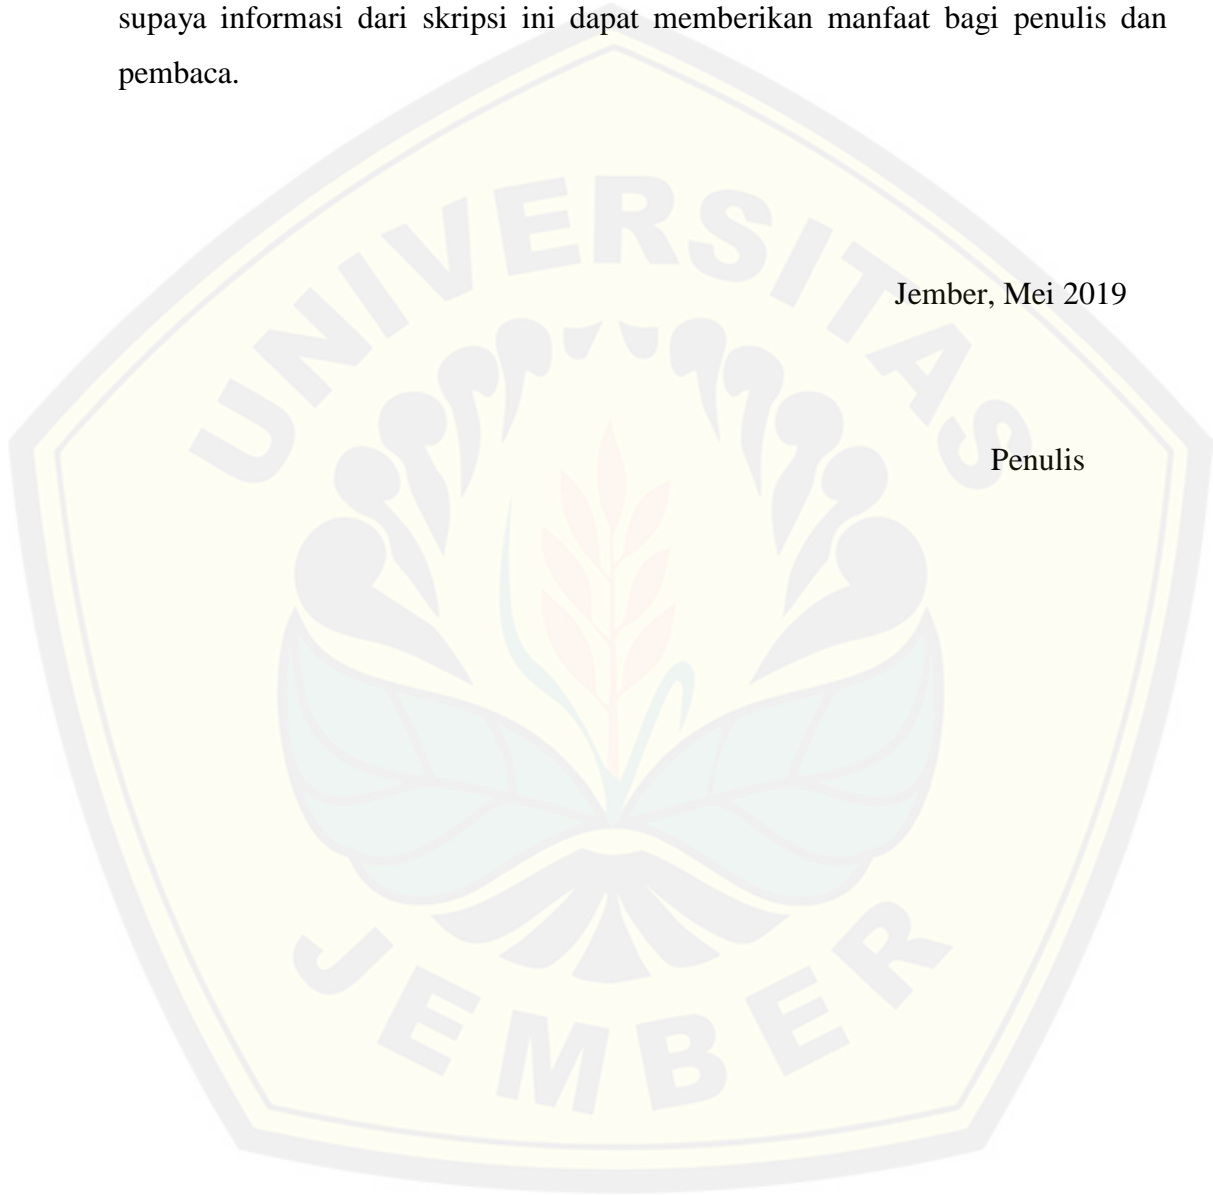 supaya informasi dari skripsi ini dapat memberikan manfaat bagi penulis dan
pembaca.
UNIVERSITAS
Jember, Mei 2019
Penulis
JEMBER